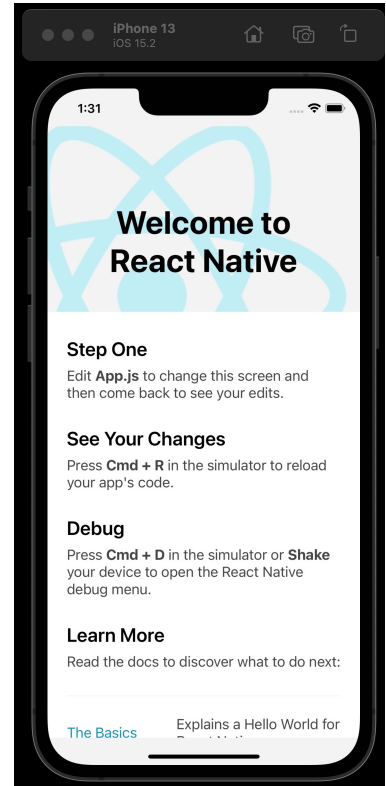 iPhone 13
iOS 15.2
1:31
Welcome to
React Native
Step One
Edit App.js to change this screen and
then come back to see your edits.
See Your Changes
Press Cmd + R in the simulator to reload
your app's code.
Debug
Press Cmd + D in the simulator or Shake
your device to open the React Native
debug menu.
Learn More
Read the docs to discover what to do next:
The Basics
Explains a Hello World for